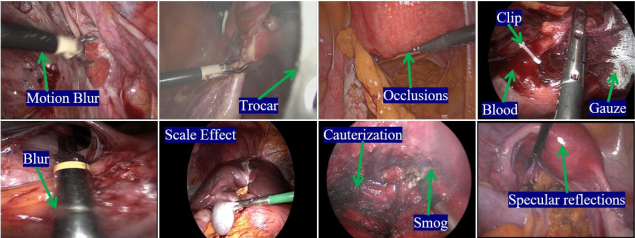 Motion Blur
Trocar
Occlusions
Clip
Blood
Gauze
Blur
Scale Effect
Cauterization
Smog
Specular reflections